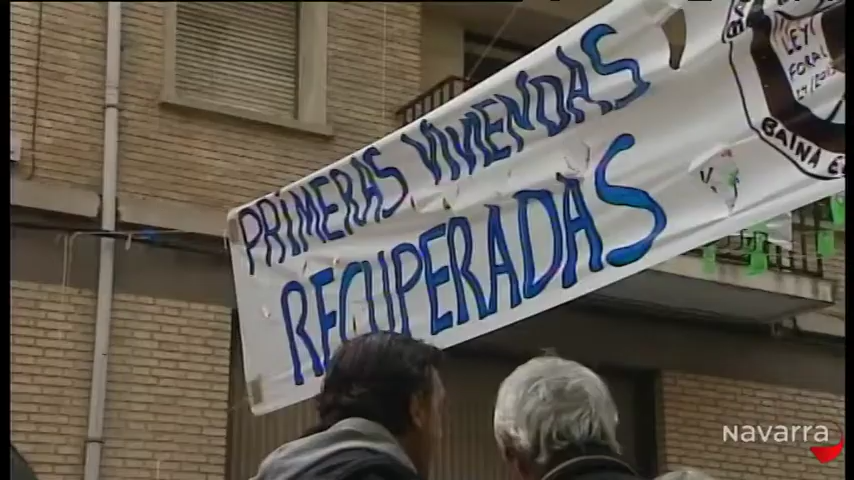 PRIMERAS VIVIENDAS
RECUPERADAS
LEY
FORAL
BAINA
navarra